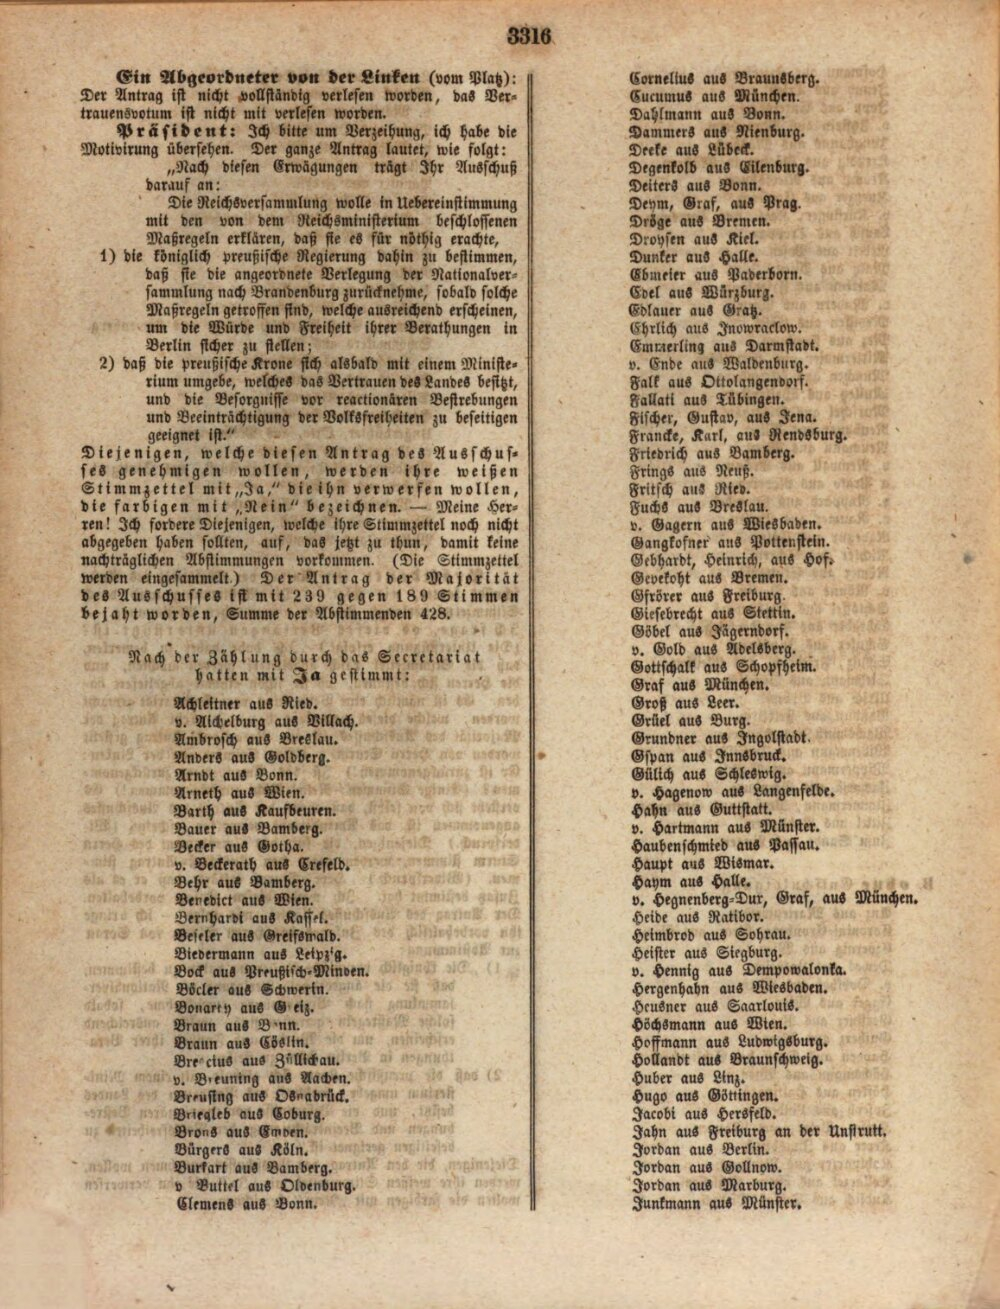 3316
Ein Abgeordneter von der Linken (vom Platz):
Der Antrag ist nicht vollständig verlesen worden, das Ver-
trauensvotum ist nicht mit verlesen worden.
Präsident: Ich bitte um Verzeihung, ich habe die
Motivirung übersehen. Der ganze Antrag lautet, wie folgt:
„Nach diesen Erwägungen trägt Ihr Ausschuß
darauf an:
Die Reichsversammlung wolle in Uebereinstimmung
mit den von dem Reichsministerium beschlossenen
Maßregeln erklären, daß sie es für nöthig erachte,
1) die königlich preußische Regierung dahin zu bestimmen,
daß sie die angeordnete Verlegung der Nationalver-
sammlung nach Brandenburg zurücknehme, sobald solche
Maßregeln getroffen sind, welche ausreichend erscheinen,
um die Würde und Freiheit ihrer Berathungen in
Berlin sicher zu stellen;
2) daß die preußische Krone sich alsbald mit einem Ministe-
rium umgebe, welches das Vertrauen des Landes besitzt,
und die Besorgnisse vor reactionären Bestrebungen
und Beeinträchtigung der Volksfreiheiten zu beseitigen
geeignet ist.“
Diejenigen, welche diesen Antrag des Ausschus-
ses genehmigen wollen, werden ihre weißen
Stimmzettel mit „Ja,“ die ihn verwerfen wollen,
die farbigen mit „Nein“ bezeichnen. — Meine Her-
ren! Ich fordere Diejenigen, welche ihre Stimmzettel noch nicht
abgegeben haben sollten, auf, das jetzt zu thun, damit keine
nachträglichen Abstimmungen vorkommen. (Die Stimmzettel
werden eingesammelt.) Der Antrag der Majorität
des Ausschusses ist mit 239 gegen 189 Stimmen
bejaht worden, Summe der Abstimmenden 428.
Nach der Zählung durch das Secretariat
hatten mit Ja gestimmt:
Achleitner aus Ried.
v. Aichelburg aus Villach.
Ambrosch aus Breslau.
Anders aus Goldberg.
Arndt aus Bonn.
Arneth aus Wien.
Barth aus Kaufbeuren.
Bauer aus Bamberg.
Becker aus Gotha.
v. Beckerath aus Crefeld.
Behr aus Bamberg.
Benedict aus Wien.
Bernhardi aus Kassel.
Beseler aus Greifswald.
Biedermann aus Leipzig.
Bock aus Preußisch-Minden.
Böcler aus Schwerin.
Bonardy aus Greiz.
Braun aus Bonn.
Braun aus Cöslin.
Brescius aus Züllichau.
v. Breuning aus Aachen.
Breusing aus Osnabrück.
Briegleb aus Coburg.
Brons aus Emden.
Bürgers aus Köln.
Burkart aus Bamberg.
v Buttel aus Oldenburg.
Clemens aus Bonn.
Cornelius aus Braunsberg.
Cucumus aus München.
Dahlmann aus Bonn.
Dammers aus Nienburg.
Deeke aus Lübeck.
Degenkolb aus Eilenburg.
Deiters aus Bonn.
Deym, Graf, aus Prag.
Dröge aus Bremen.
Droysen aus Kiel.
Dunker aus Halle.
Ebmeier aus Paderborn.
Edel aus Würzburg.
Edlauer aus Gratz.
Ehrlich aus Inowraclow.
Emmerling aus Darmstadt.
v. Ende aus Waldenburg.
Falk aus Ottolangendorf.
Fallati aus Tübingen.
Fischer, Gustav, aus Jena.
Francke, Karl, aus Rendsburg.
Friedrich aus Bamberg.
Frings aus Neuß.
Fritsch aus Ried.
Fuchs aus Breslau.
v. Gagern aus Wiesbaden.
Gangkofner aus Pottenstein.
Gebhardt, Heinrich, aus Hof.
Gevekoht aus Bremen.
Gfrörer aus Freiburg.
Giesebrecht aus Stettin.
Göbel aus Jägerndorf.
v. Gold aus Adelsberg.
Gottschalk aus Schopfheim.
Graf aus München.
Groß aus Leer.
Grüel aus Burg.
Grundner aus Ingolstadt.
Gspan aus Innsbruck.
Gülich aus Schleswig.
v. Hagenow aus Langenfelde.
Hahn aus Guttstatt.
v. Hartmann aus Münster.
Haubenschmied aus Passau.
Haupt aus Wismar.
Haym aus Halle.
v. Hegnenberg-Dux, Graf, aus München.
Heide aus Ratibor.
Heimbrod aus Sohrau.
Heister aus Siegburg.
v. Hennig aus Dempowalonka.
Hergenhahn aus Wiesbaden.
Heusner aus Saarlouis.
Höchsmann aus Wien.
Hoffmann aus Ludwigsburg.
Hollandt aus Braunschweig.
Huber aus Linz.
Hugo aus Göttingen.
Jacobi aus Hersfeld.
Jahn aus Freiburg an der Unstrutt.
Jordan aus Berlin.
Jordan aus Gollnow.
Jordan aus Marburg.
Junkmann aus Münster.